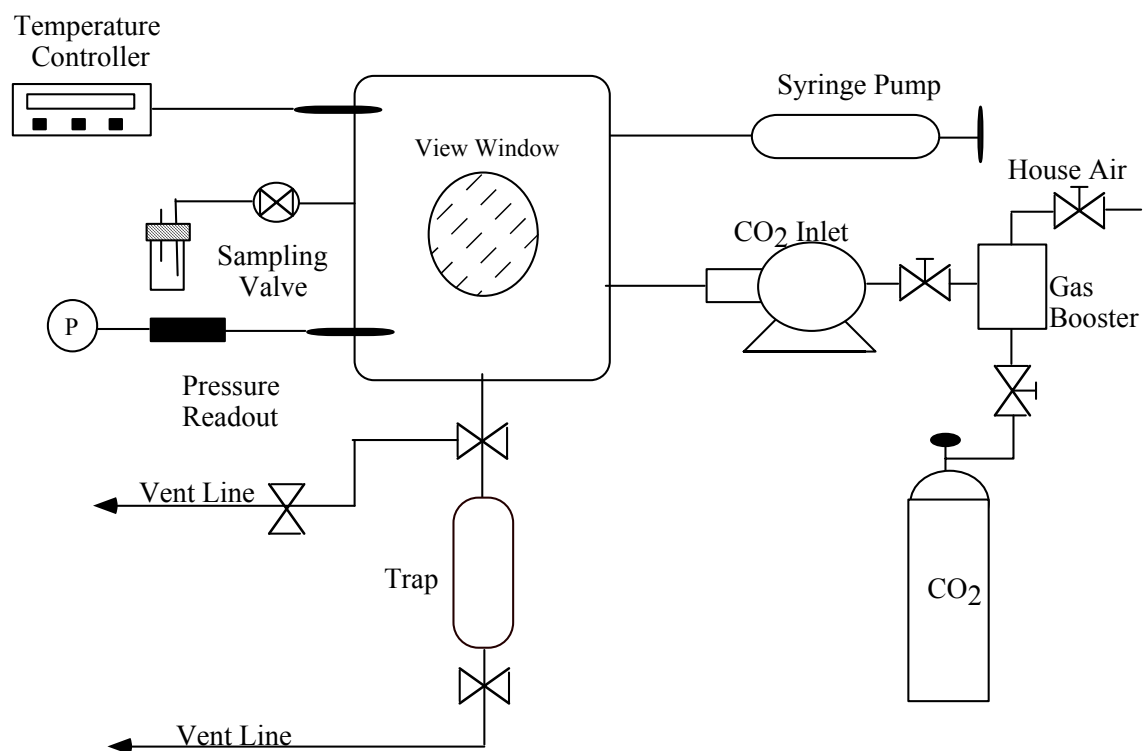 Temperature
Controller
Syringe Pump
View Window
House Air
CO2 Inlet
Sampling
Valve
Gas
Booster
P
Pressure
Readout
Vent Line
Trap
CO2
Vent Line